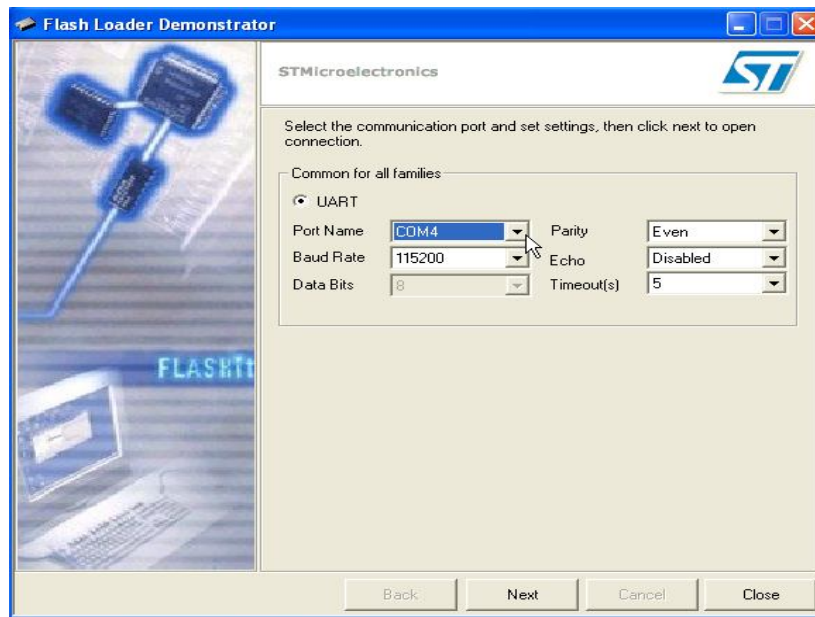 Flash Loader Demonstrator
STMicroelectronics
ST
Select the communication port and set settings, then click next to open
connection.
Common for all families
UART
Port Name COM4 Parity Even
Baud Rate 115200 Echo Disabled
Data Bits 8 Timeout(s) 5
FLASHit
Back Next Cancel Close